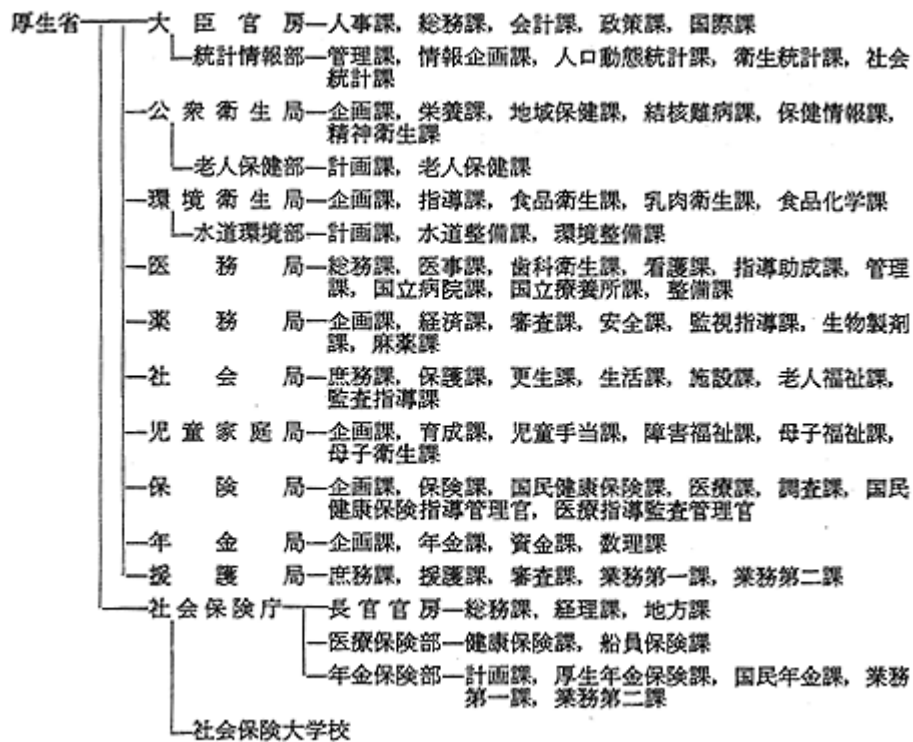 厚生省 大臣官房 人事課，総務課，会計課，政策課，国際課
統計情報部 管理課，情報企画課，人口動態統計課，衛生統計課，社会
統計課
公衆衛生局 企画課，栄養課，地域保健課，結核難病課，保健情報課，
精神衛生課
老人保健部 計画課，老人保健課
環境衛生局 企画課，指導課，食品衛生課，乳肉衛生課，食品化学課
水道環境部 計画課，水道整備課，環境整備課
医務局 総務課，医事課，歯科衛生課，看護課，指導助成課，管理
課，国立病院課，国立療養所課，整備課
薬務局 企画課，経済課，審査課，安全課，監視指導課，生物製剤
課，麻薬課
社会局 庶務課，保護課，更生課，生活課，施設課，老人福祉課，
監査指導課
児童家庭局 企画課，育成課，児童手当課，障害福祉課，母子福祉課，
母子衛生課
保険局 企画課，保険課，国民健康保険課，医療課，調査課，国民
健康保険指導管理官，医療指導監査管理官
年金局 企画課，年金課，資金課，数理課
援護局 庶務課，援護課，審査課，業務第一課，業務第二課
社会保険庁 長官官房 総務課，経理課，地方課
医療保険部 健康保険課，船員保険課
年金保険部 計画課，厚生年金保険課，国民年金課，業務
第一課，業務第二課
社会保険大学校